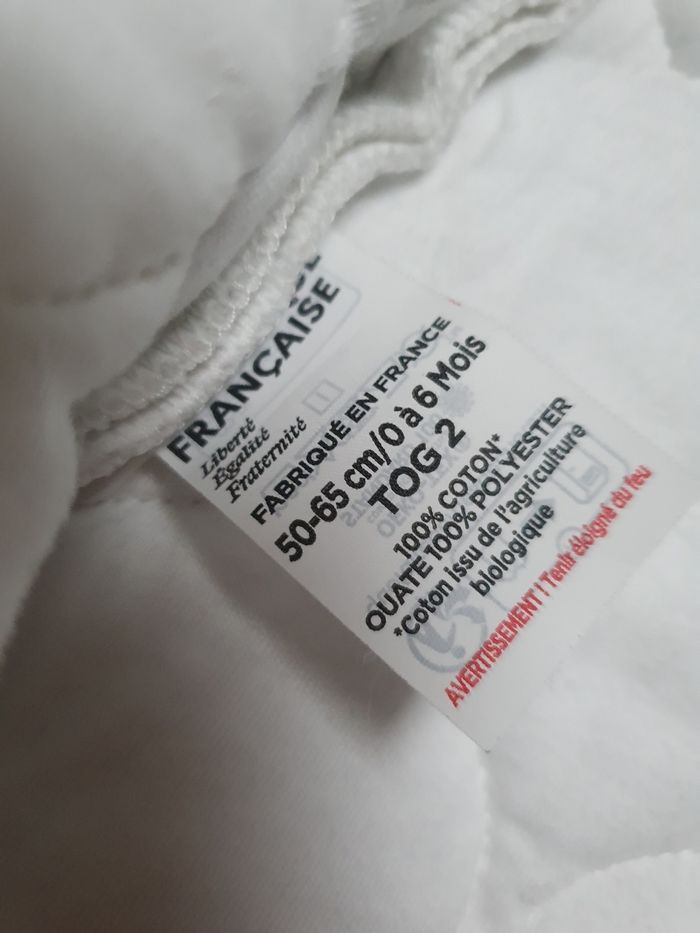 FRANÇAISE
Liberté
Égalité
Fraternité
FABRIQUÉ EN FRANCE
50-65 cm/0 à 6 Mois
TOG 2
100% COTON*
OUATE 100% POLYESTER
*Coton issu de l'agriculture
biologique
AVERTISSEMENT ! Tenir éloigné du feu